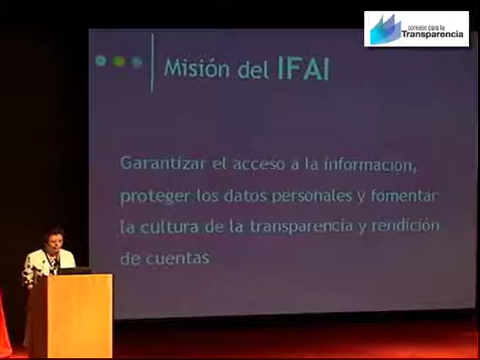 consejo para la
Transparencia
Misión del IFAI
Garantizar el acceso a la información,
proteger los datos personales y fomentar
la cultura de la transparencia y rendición
de cuentas